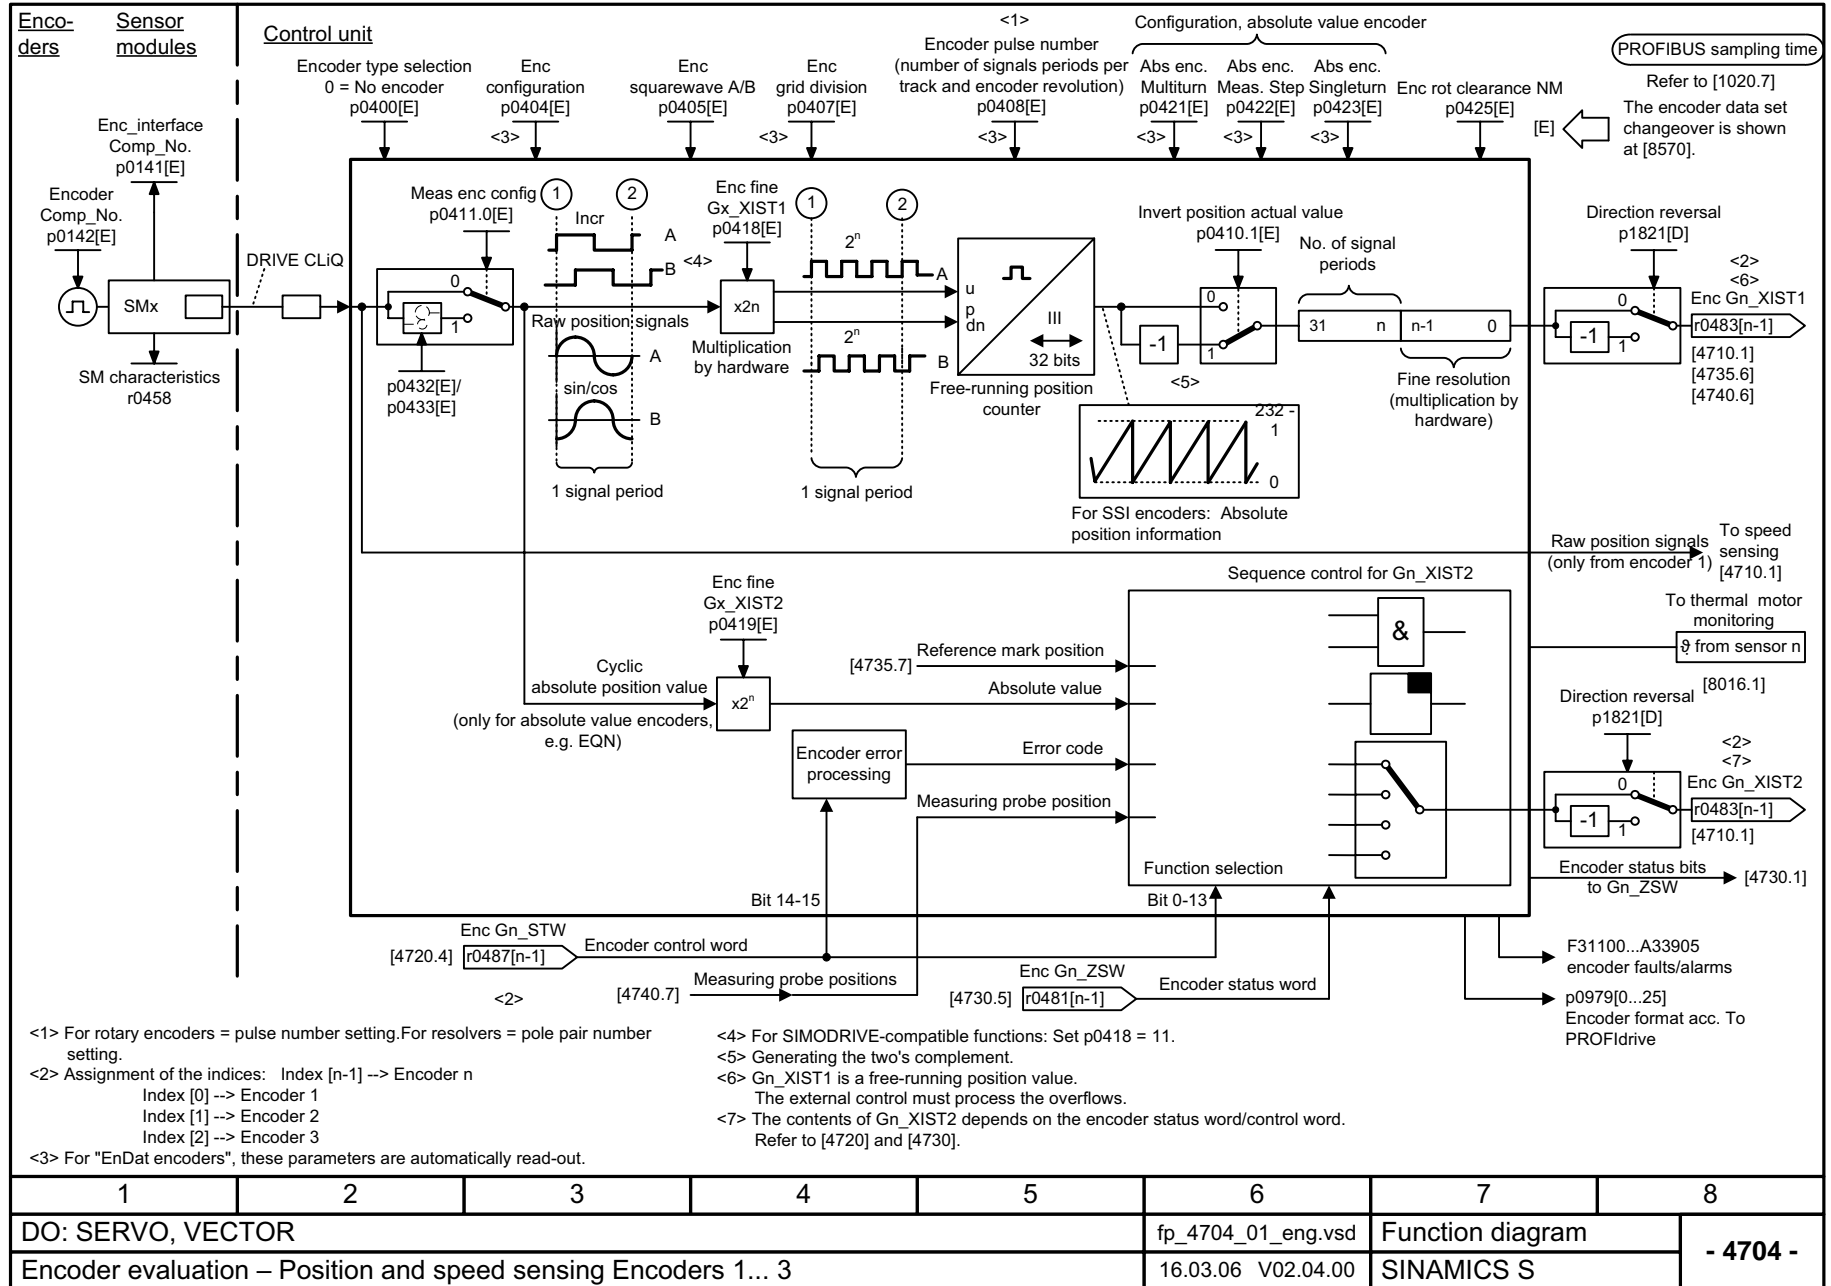 Enco-
ders
Sensor
modules
Control unit
Encoder type selection
0 = No encoder
p0400[E]
Enc
configuration
p0404[E]
<3>
Enc
squarewave A/B
p0405[E]
Enc
grid division
p0407[E]
<3>
<1>
Encoder pulse number
(number of signals periods per
track and encoder revolution)
p0408[E]
<3>
Configuration, absolute value encoder
Abs enc.
Multiturn
p0421[E]
<3>
Abs enc.
Meas. Step
p0422[E]
<3>
Abs enc.
Singleturn
p0423[E]
<3>
Enc rot clearance NM
p0425[E]
PROFIBUS sampling time
Refer to [1020.7]
[E]
The encoder data set
changeover is shown
at [8570].
Enc_interface
Comp_No.
p0141[E]
Encoder
Comp_No.
p0142[E]
SMx
SM characteristics
r0458
DRIVE CLiQ
Meas enc config
p0411.0[E]
0
1
p0432[E]/
p0433[E]
1
2
Incr
A
B
<4>
Raw position signals
A
sin/cos
B
1 signal period
Enc fine
Gx_XIST1
p0418[E]
x2n
Multiplication
by hardware
1
2
2n
A
2n
B
1 signal period
u
p
dn
III
32 bits
Free-running position
counter
Invert position actual value
p0410.1[E]
0
-1
1
<5>
No. of signal
periods
31 n n-1 0
Fine resolution
(multiplication by
hardware)
232 -
1
0
For SSI encoders: Absolute
position information
Direction reversal
p1821[D]
0
-1
1
<2>
<6>
Enc Gn_XIST1
r0483[n-1]
[4710.1]
[4735.6]
[4740.6]
Raw position signals
(only from encoder 1)
To speed
sensing
[4710.1]
To thermal motor
monitoring
ϑ from sensor n
[8016.1]
Enc fine
Gx_XIST2
p0419[E]
Cyclic
absolute position value
x2n
(only for absolute value encoders,
e.g. EQN)
Sequence control for Gn_XIST2
&
[4735.7]
Reference mark position
Absolute value
Encoder error
processing
Error code
Measuring probe position
Function selection
Bit 14-15
Bit 0-13
Direction reversal
p1821[D]
0
-1
1
<2>
<7>
Enc Gn_XIST2
r0483[n-1]
[4710.1]
Encoder status bits
to Gn_ZSW
[4730.1]
Enc Gn_STW
[4720.4]
r0487[n-1]
Encoder control word
<2>
[4740.7]
Measuring probe positions
Enc Gn_ZSW
[4730.5]
r0481[n-1]
Encoder status word
F31100...A33905
encoder faults/alarms
p0979[0...25]
Encoder format acc. To
PROFIdrive
<1> For rotary encoders = pulse number setting.For resolvers = pole pair number
setting.
<2> Assignment of the indices: Index [n-1] --> Encoder n
Index [0] --> Encoder 1
Index [1] --> Encoder 2
Index [2] --> Encoder 3
<3> For "EnDat encoders", these parameters are automatically read-out.
<4> For SIMODRIVE-compatible functions: Set p0418 = 11.
<5> Generating the two's complement.
<6> Gn_XIST1 is a free-running position value.
The external control must process the overflows.
<7> The contents of Gn_XIST2 depends on the encoder status word/control word.
Refer to [4720] and [4730].
1 2 3 4 5 6 7 8
DO: SERVO, VECTOR
fp_4704_01_eng.vsd
Function diagram
- 4704 -
Encoder evaluation – Position and speed sensing Encoders 1... 3
16.03.06 V02.04.00
SINAMICS S